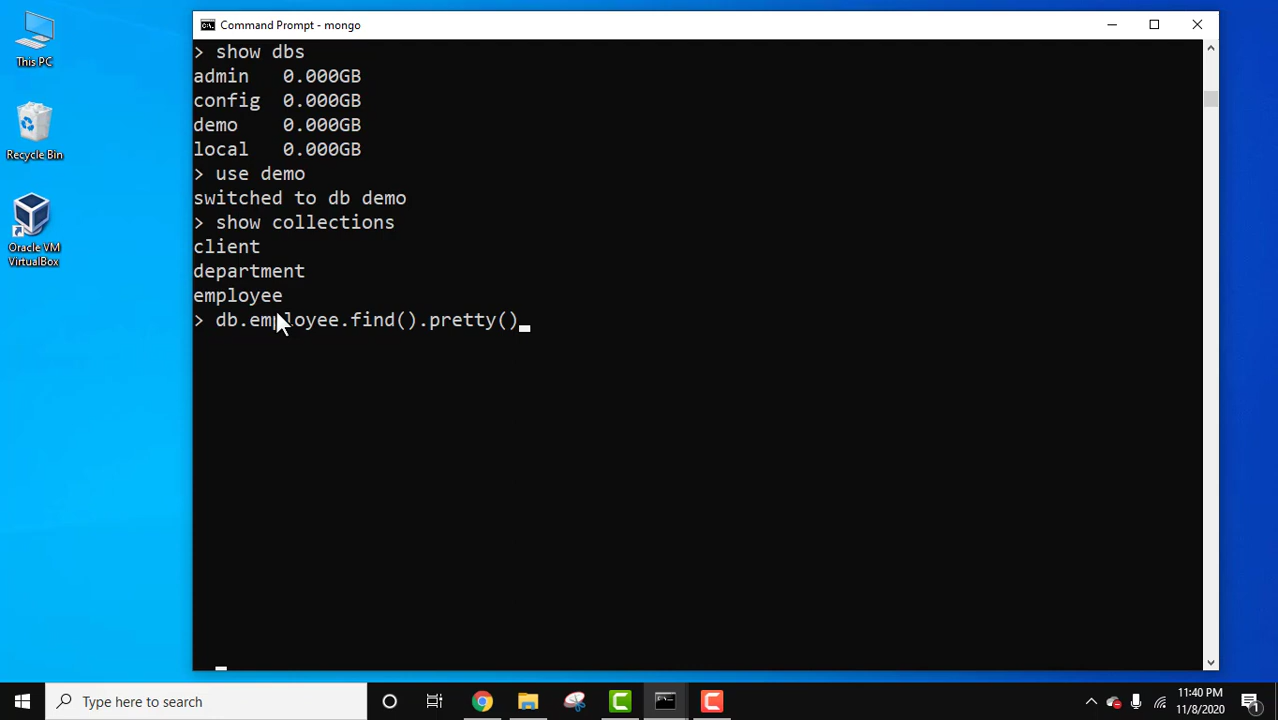 This PC
Recycle Bin
Oracle VM
VirtualBox
Command Prompt - mongo
> show dbs
admin   0.000GB
config  0.000GB
demo    0.000GB
local   0.000GB
> use demo
switched to db demo
> show collections
client
department
employee
> db.employee.find().pretty()
Type here to search
11:40 PM
11/8/2020
1